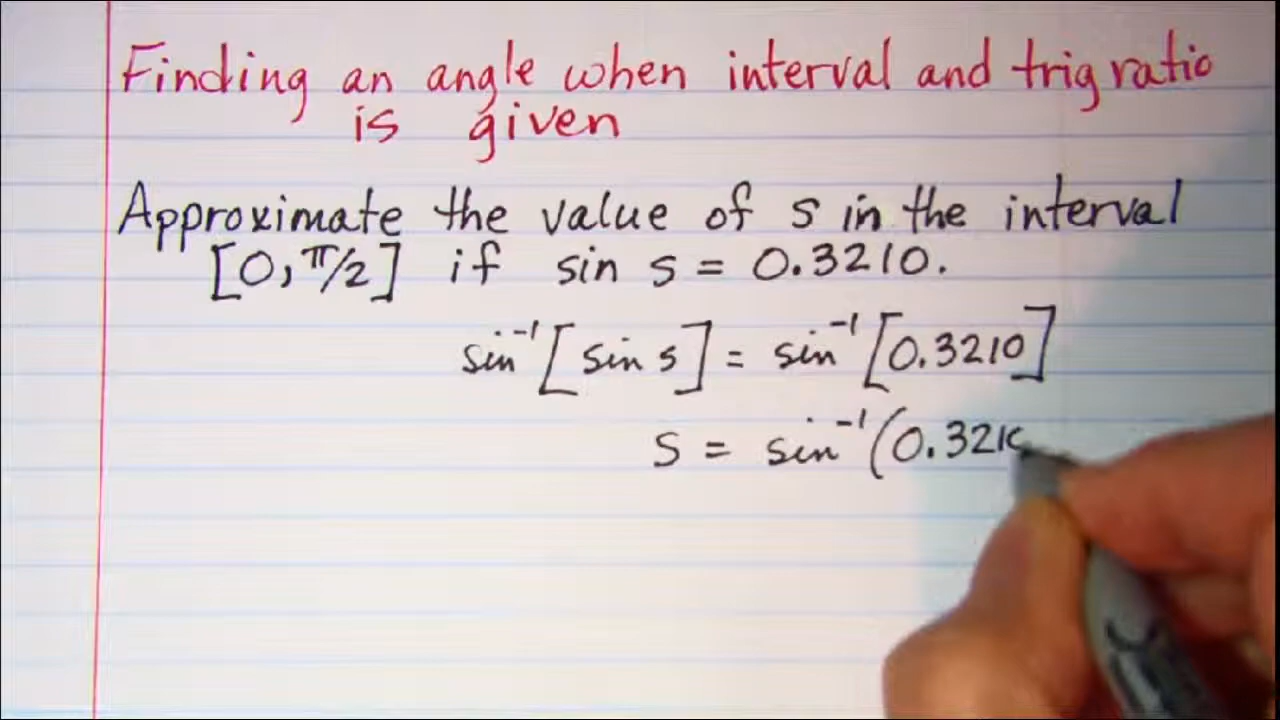 Finding an angle when interval and trig ratio
is given
Approximate the value of s in the interval
[0, π/2] if sin s = 0.3210.
sin⁻¹[sin s] = sin⁻¹[0.3210]
s = sin⁻¹(0.321